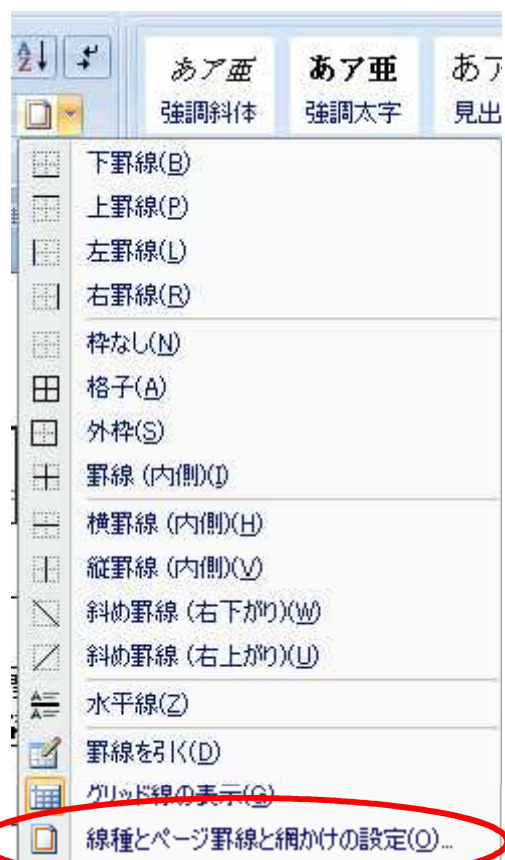 あア亜 あア亜 あア
強調斜体 強調太字 見出
下罫線(B)
上罫線(P)
左罫線(L)
右罫線(R)
枠なし(N)
格子(A)
外枠(S)
罫線 (内側)(I)
横罫線 (内側)(H)
縦罫線 (内側)(V)
斜め罫線 (右下がり)(W)
斜め罫線 (右上がり)(U)
水平線(Z)
罫線を引く(D)
グリッド線の表示(G)
線種とページ罫線と網かけの設定(O)...